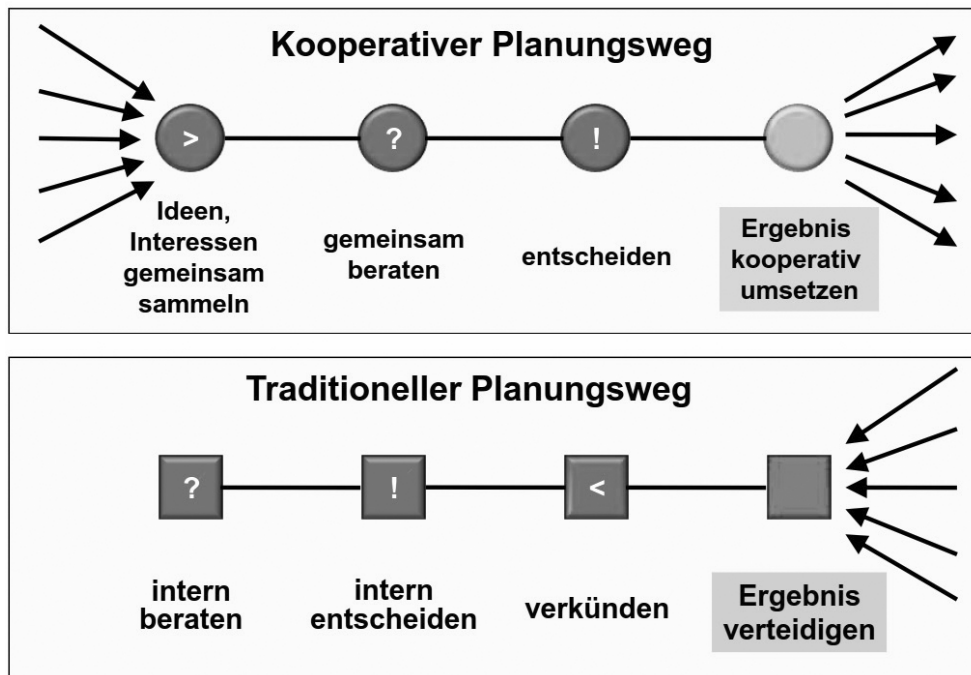 Kooperativer Planungsweg
>
?
!
Ideen,
Interessen
gemeinsam
sammeln
gemeinsam
beraten
entscheiden
Ergebnis
kooperativ
umsetzen
Traditioneller Planungsweg
?
!
<
intern
beraten
intern
entscheiden
verkünden
Ergebnis
verteidigen